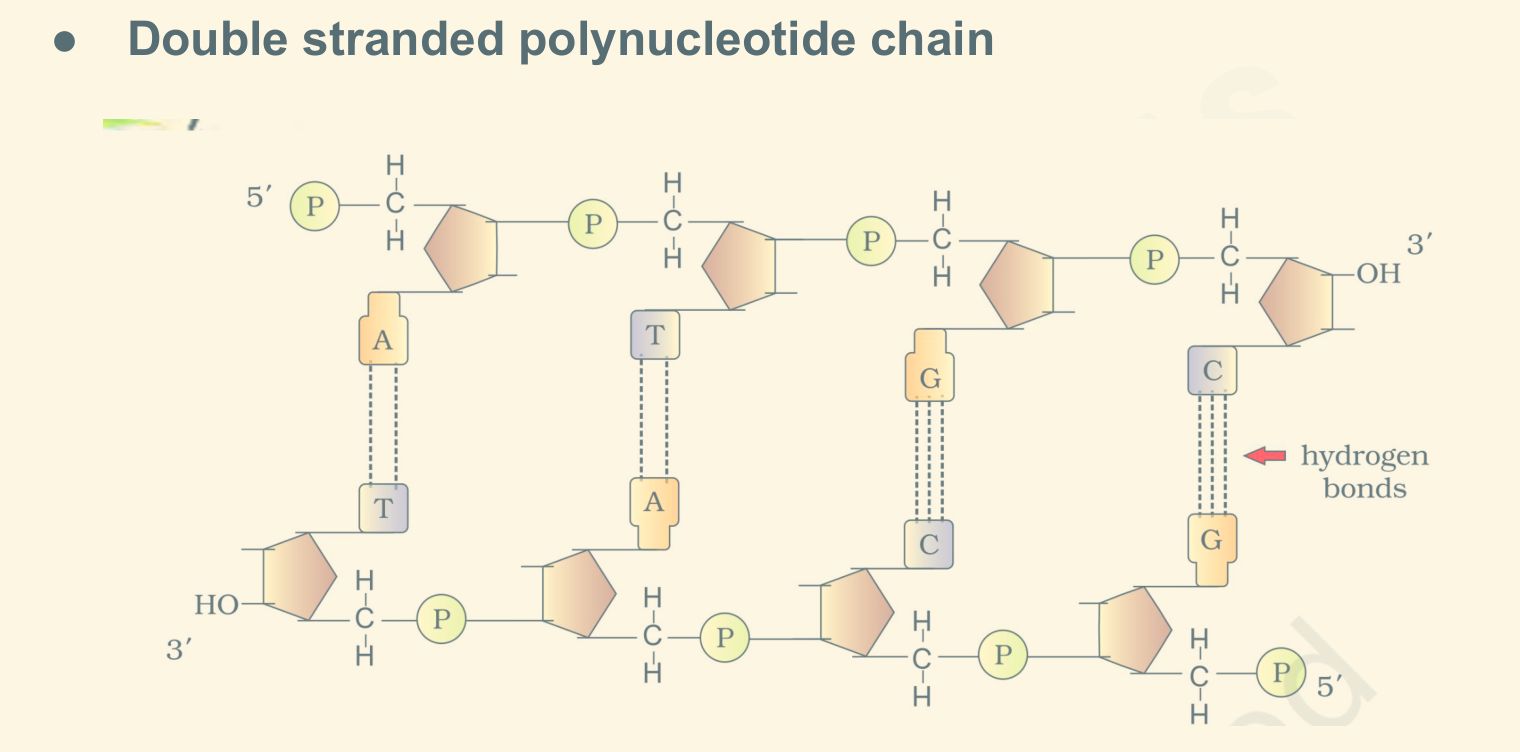 ● Double stranded polynucleotide chain
H H H H
5′ P C P C P C P C 3′
H H H H OH
A T G C
hydrogen
bonds
T A C G
HO H H H H
3′ C P C P C P C P 5′
H H H H